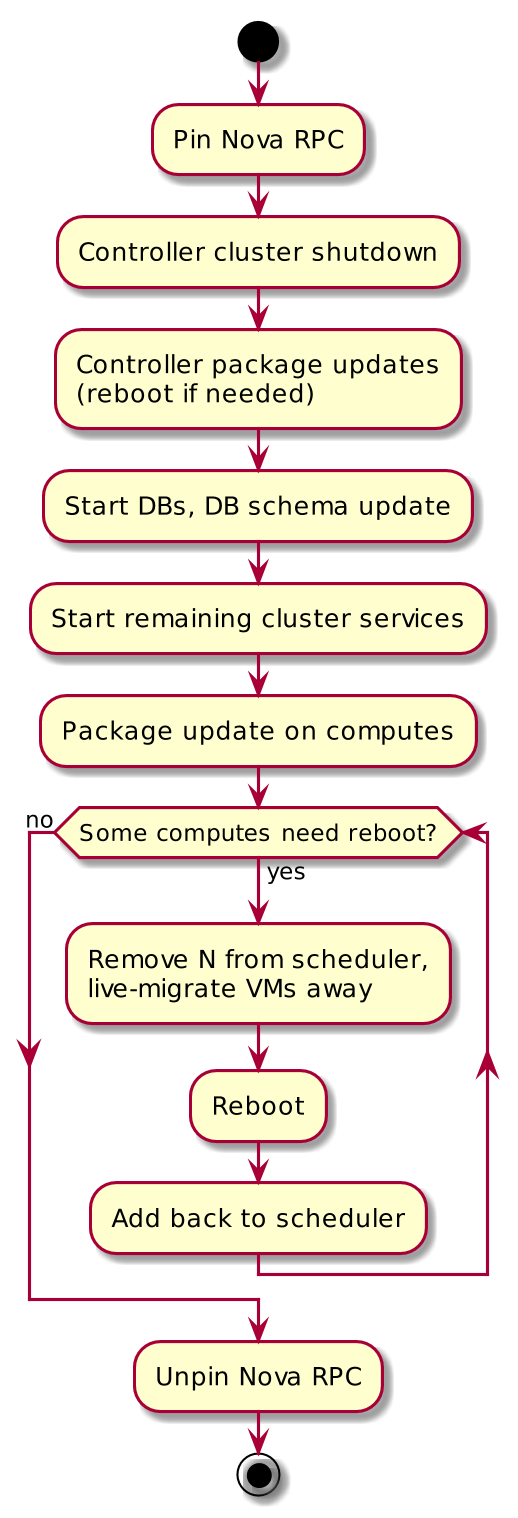 Pin Nova RPC
Controller cluster shutdown
Controller package updates
(reboot if needed)
Start DBs, DB schema update
Start remaining cluster services
Package update on computes
no
Some computes need reboot?
yes
Remove N from scheduler,
live-migrate VMs away
Reboot
Add back to scheduler
Unpin Nova RPC